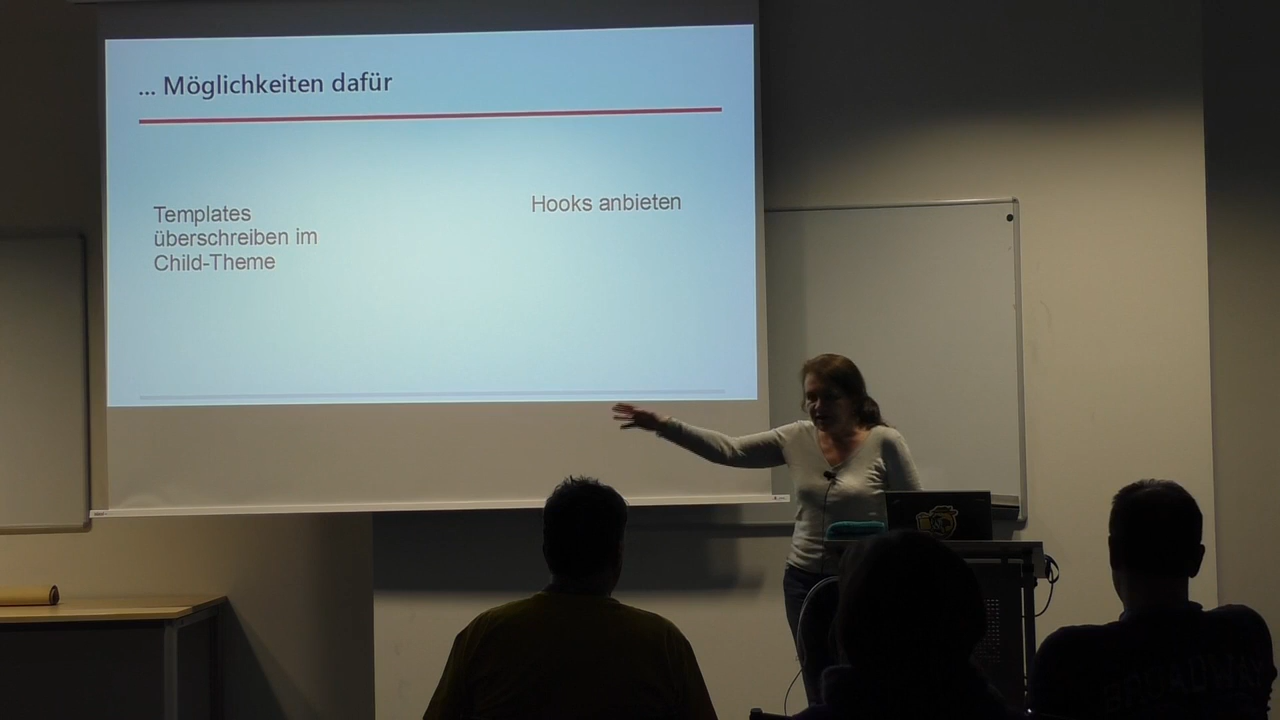 ... Möglichkeiten dafür
Templates
überschreiben im
Child-Theme
Hooks anbieten